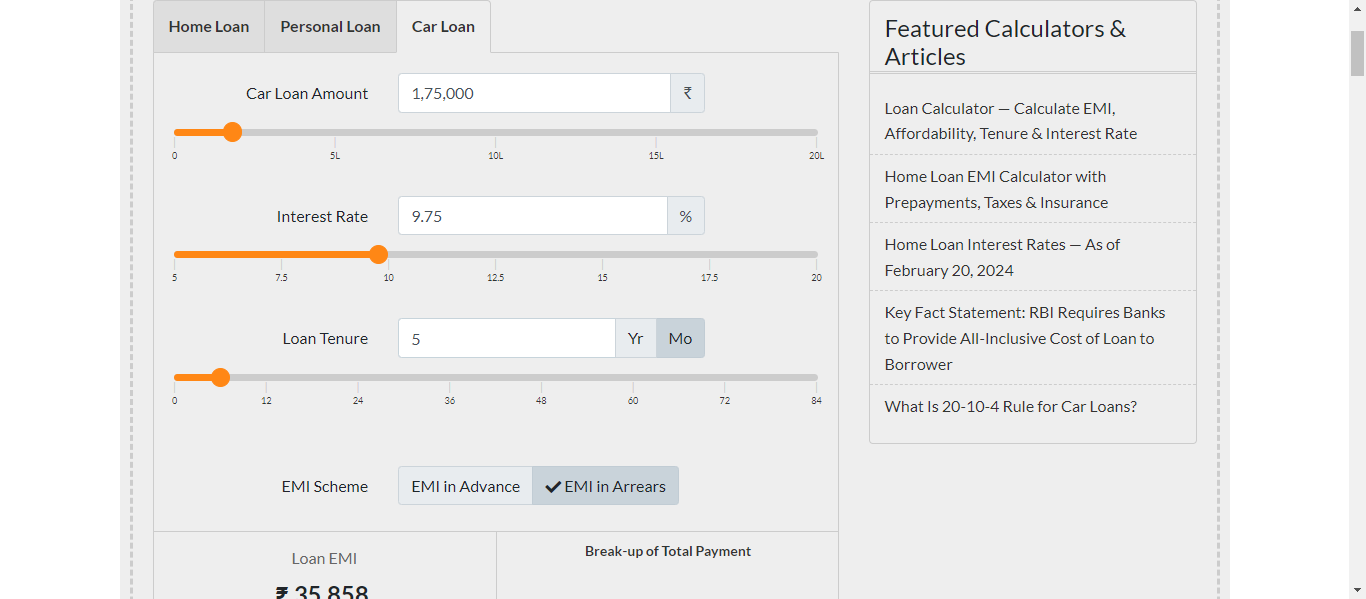 Home Loan
Personal Loan
Car Loan
Car Loan Amount
1,75,000
₹
0
5L
10L
15L
20L
Interest Rate
9.75
%
5
7.5
10
12.5
15
17.5
20
Loan Tenure
5
Yr
Mo
0
12
24
36
48
60
72
84
EMI Scheme
EMI in Advance
EMI in Arrears
Loan EMI
₹ 35,858
Break-up of Total Payment
Featured Calculators &
Articles
Loan Calculator — Calculate EMI,
Affordability, Tenure & Interest Rate
Home Loan EMI Calculator with
Prepayments, Taxes & Insurance
Home Loan Interest Rates — As of
February 20, 2024
Key Fact Statement: RBI Requires Banks
to Provide All-Inclusive Cost of Loan to
Borrower
What Is 20-10-4 Rule for Car Loans?